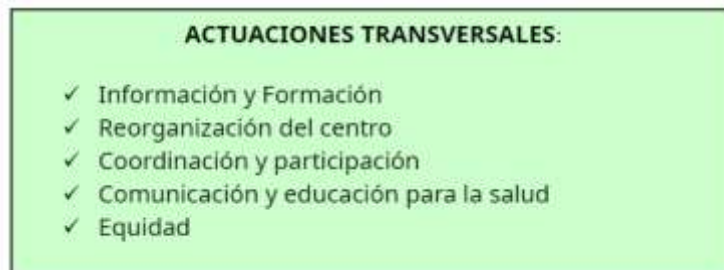 ACTUACIONES TRANSVERSALES:
✓ Información y Formación
✓ Reorganización del centro
✓ Coordinación y participación
✓ Comunicación y educación para la salud
✓ Equidad